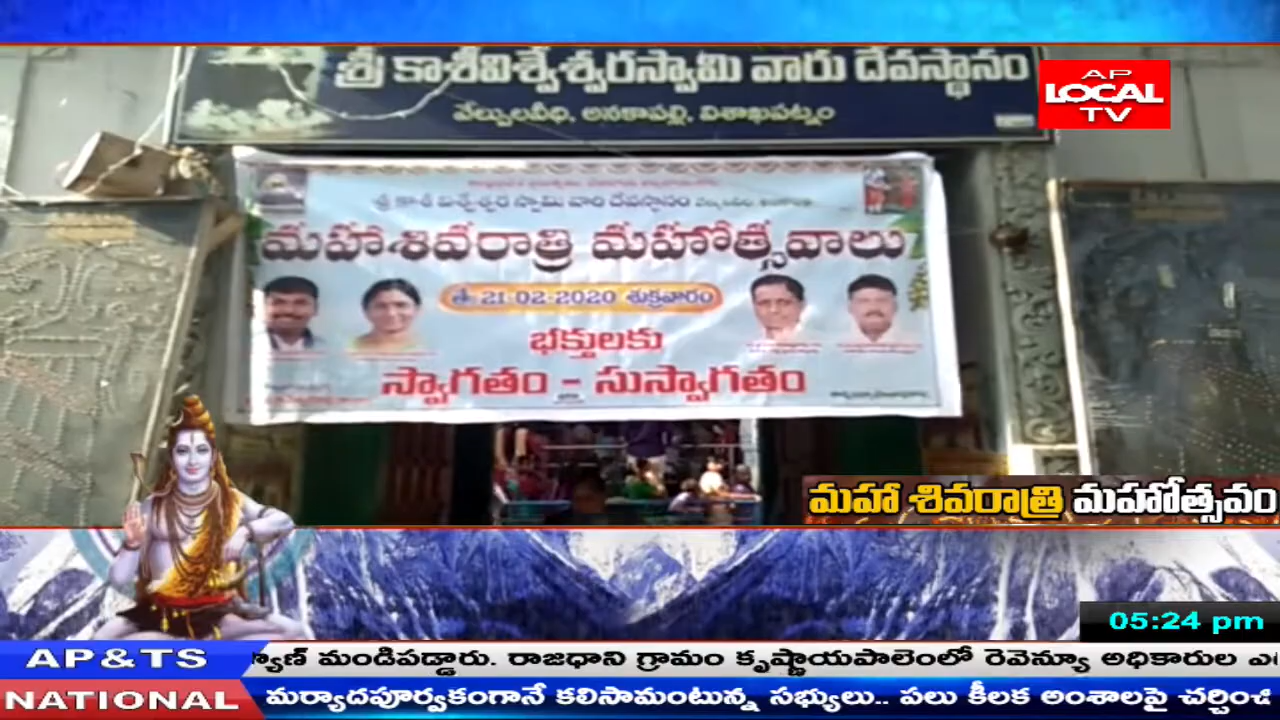 శ్రీ కాశీవిశ్వేశ్వరస్వామి వారు దేవస్థానం
వేల్పులవీధి, అనకాపల్లి, విశాఖపట్నం
AP
LOCAL
TV
శ్రీ కాశీ విశ్వేశ్వర స్వామి వారి దేవస్థానం
మహాశివరాత్రి మహోత్సవాలు
తే 21-02-2020 శుక్రవారం
భక్తులకు
స్వాగతం - సుస్వాగతం
మహా శివరాత్రి మహోత్సవం
05:24 pm
AP&TS
మండిపడ్డారు. రాజధాని గ్రామం కృష్ణాయపాలెంలో రెవెన్యూ అధికారుల
NATIONAL
మర్యాదపూర్వకంగానే కలిసామంటున్న సభ్యులు.. పలు కీలక అంశాలపై